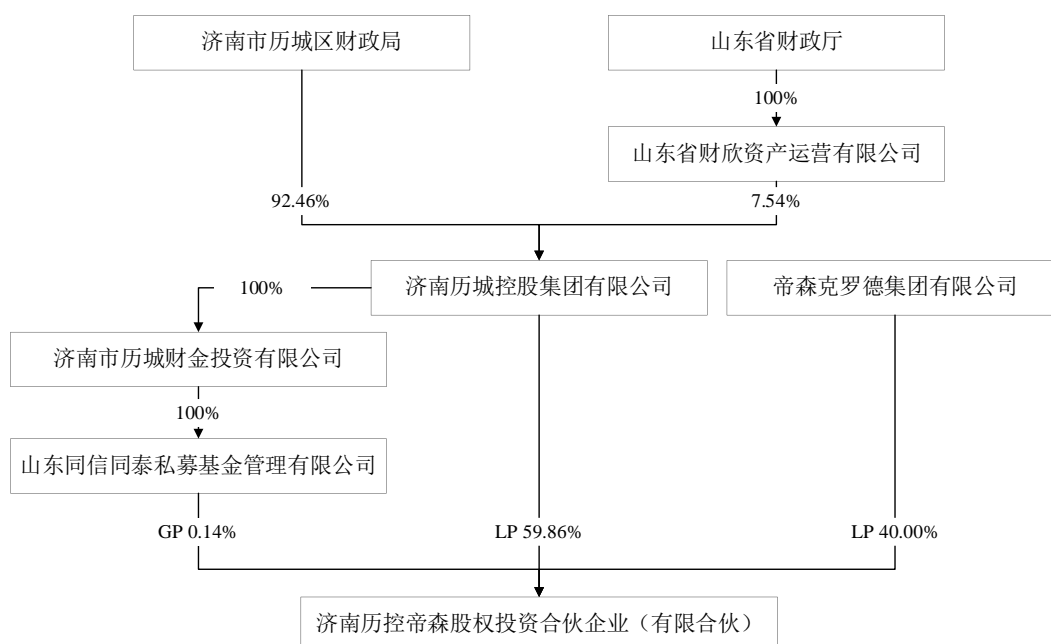 济南市历城区财政局
山东省财政厅
100%
山东省财欣资产运营有限公司
92.46%
7.54%
济南历城控股集团有限公司
帝森克罗德集团有限公司
100%
济南市历城财金投资有限公司
100%
山东同信同泰私募基金管理有限公司
GP 0.14%
LP 59.86%
LP 40.00%
济南历控帝森股权投资合伙企业（有限合伙）